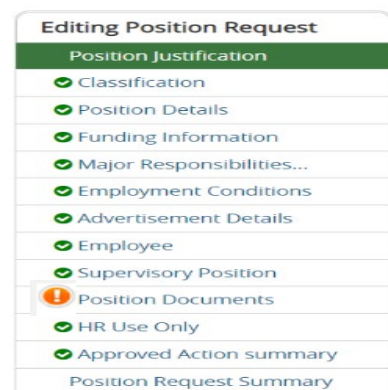 Editing Position Request
Position Justification
Classification
Position Details
Funding Information
Major Responsibilities...
Employment Conditions
Advertisement Details
Employee
Supervisory Position
Position Documents
HR Use Only
Approved Action summary
Position Request Summary